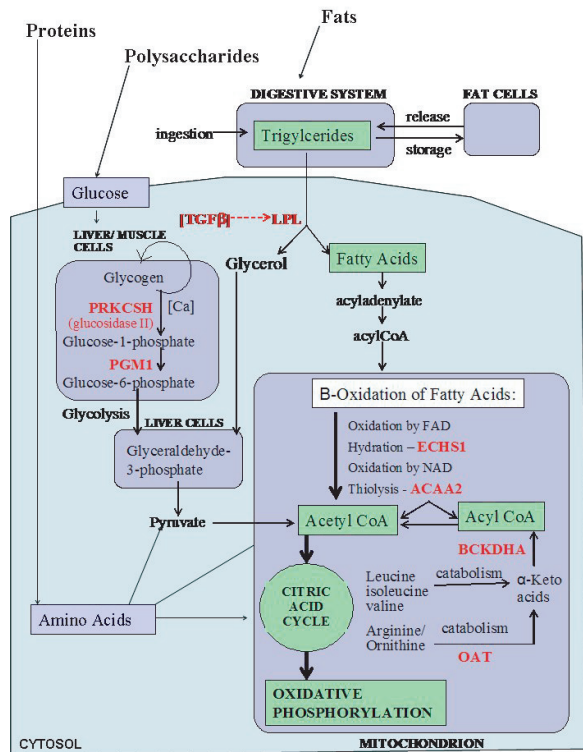 Proteins
Fats
Polysaccharides
DIGESTIVE SYSTEM
FAT CELLS
ingestion
Trigylcerides
release
storage
Glucose
[TGFβ]
LPL
LIVER/ MUSCLE
CELLS
Glycerol
Fatty Acids
Glycogen
acyladenylate
PRKCSH
[Ca]
(glucosidase II)
acylCoA
Glucose-1-phosphate
PGM1
Glucose-6-phosphate
Β-Oxidation of Fatty Acids:
Glycolysis
LIVER CELLS
Oxidation by FAD
Glyceraldehyde-
3-phosphate
Hydration – ECHS1
Oxidation by NAD
Thiolysis - ACAA2
Pyruvate
Acetyl CoA
Acyl CoA
BCKDHA
Leucine
isoleucine
valine
catabolism
α-Keto
acids
CITRIC
ACID
CYCLE
Amino Acids
Arginine/
Ornithine
catabolism
OAT
OXIDATIVE
PHOSPHORYLATION
CYTOSOL
MITOCHONDRION